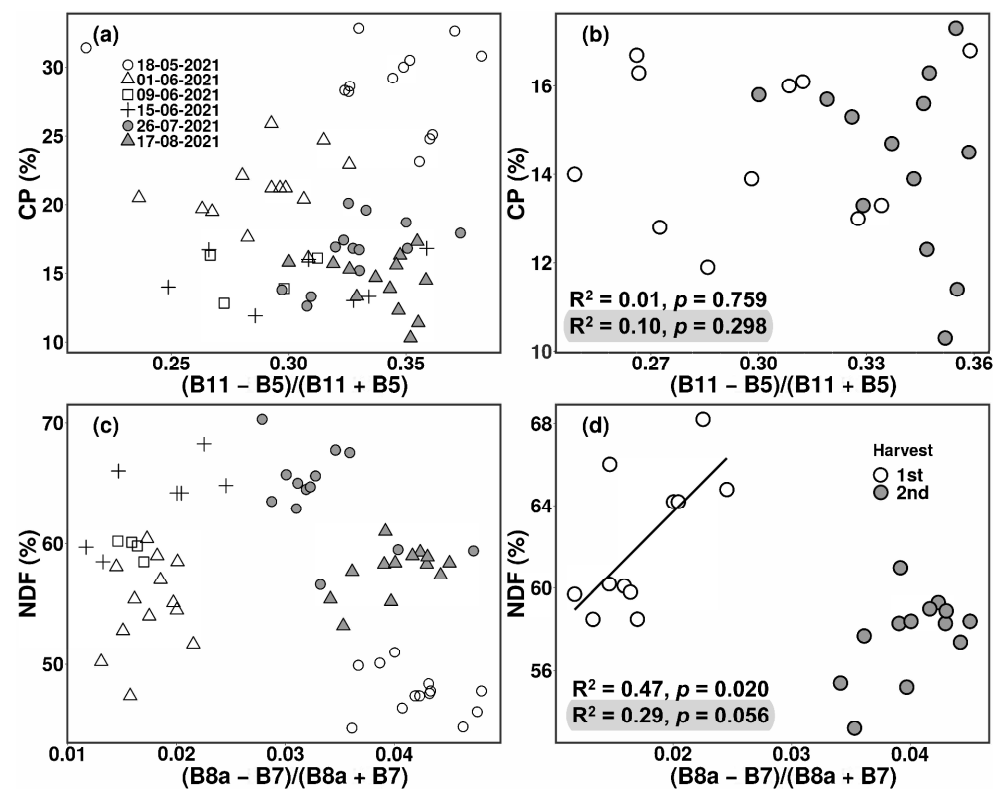 (a)
18-05-2021
01-06-2021
09-06-2021
15-06-2021
26-07-2021
17-08-2021
30
25
20
15
10
CP (%)
0.25 0.30 0.35
(B11 − B5)/(B11 + B5)
(b)
16
14
12
10
CP (%)
R² = 0.01, p = 0.759
R² = 0.10, p = 0.298
0.27 0.30 0.33 0.36
(B11 − B5)/(B11 + B5)
(c)
70
60
50
NDF (%)
0.01 0.02 0.03 0.04
(B8a − B7)/(B8a + B7)
(d)
Harvest
1st
2nd
68
64
60
56
NDF (%)
R² = 0.47, p = 0.020
R² = 0.29, p = 0.056
0.02 0.03 0.04
(B8a − B7)/(B8a + B7)